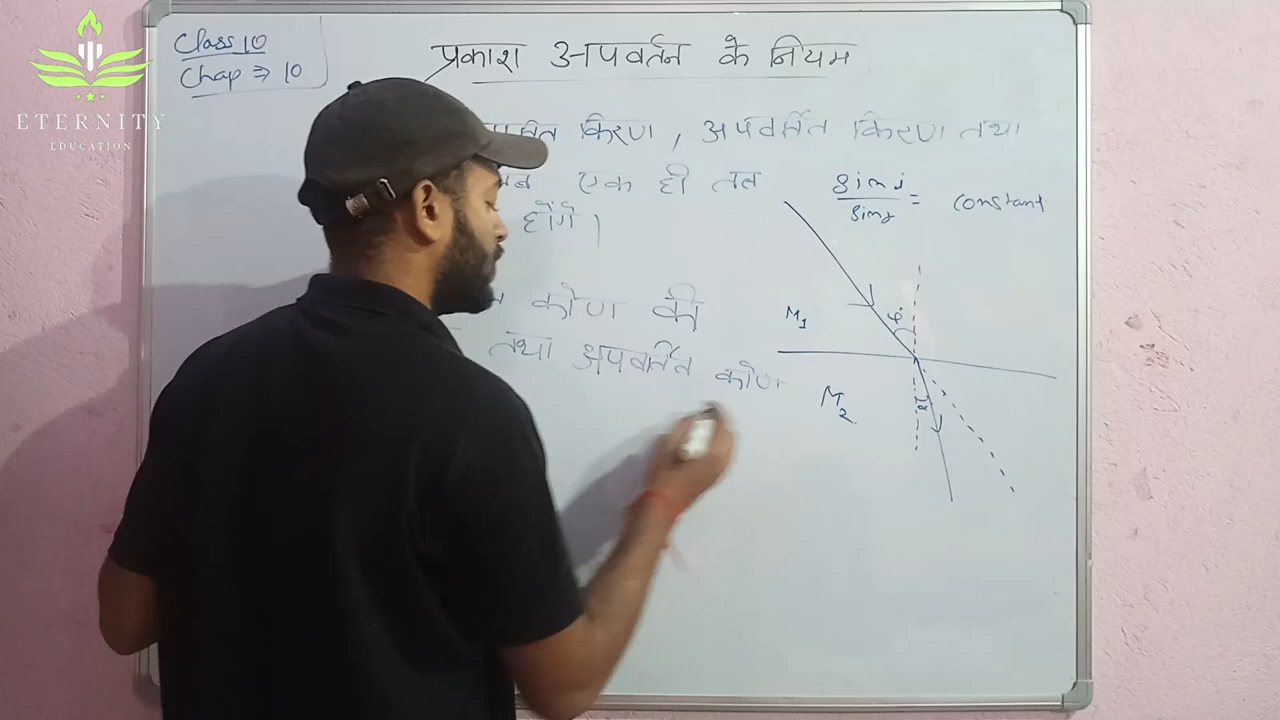 ETERNITY
EDUCATION
Class 10
Chap ⇒ 10
प्रकाश अपवर्तन के नियम
किरण , अपवर्तित किरण तथा
एक ही तल
होंगे ।
sin i
sin r
= constant
कोण की
तथा अपवर्तित कोण
M1
i
M2
r